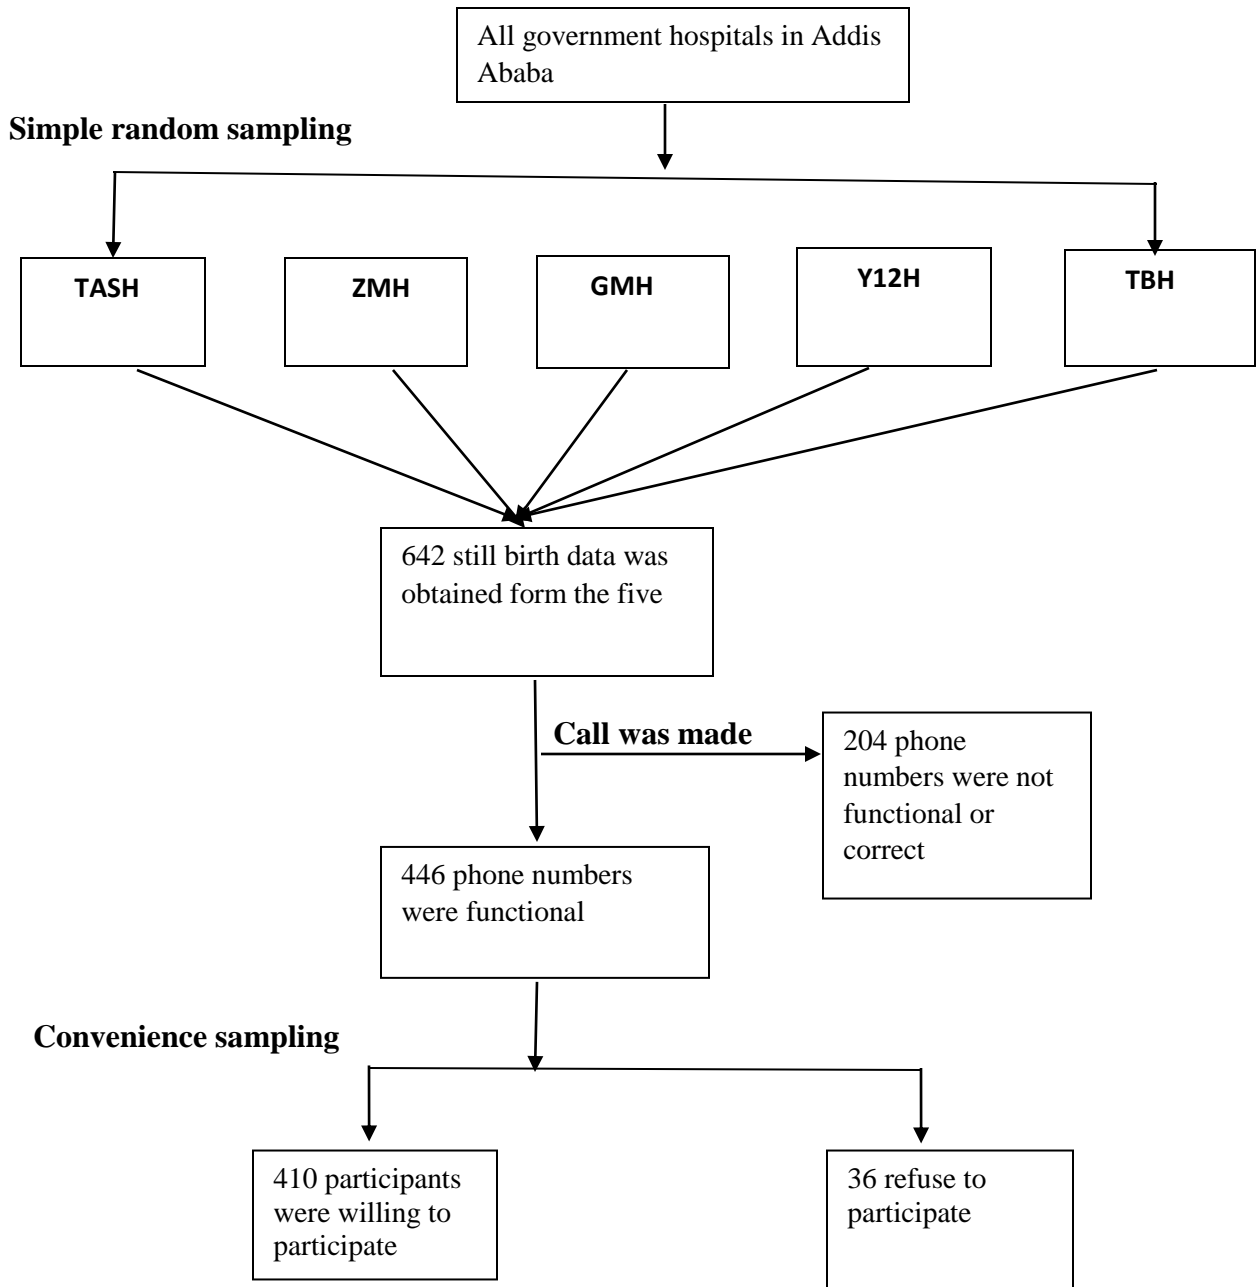 All government hospitals in Addis
Ababa
Simple random sampling
TASH
ZMH
GMH
Y12H
TBH
642 still birth data was
obtained form the five
Call was made
204 phone
numbers were not
functional or
correct
446 phone numbers
were functional
Convenience sampling
410 participants
were willing to
participate
36 refuse to
participate